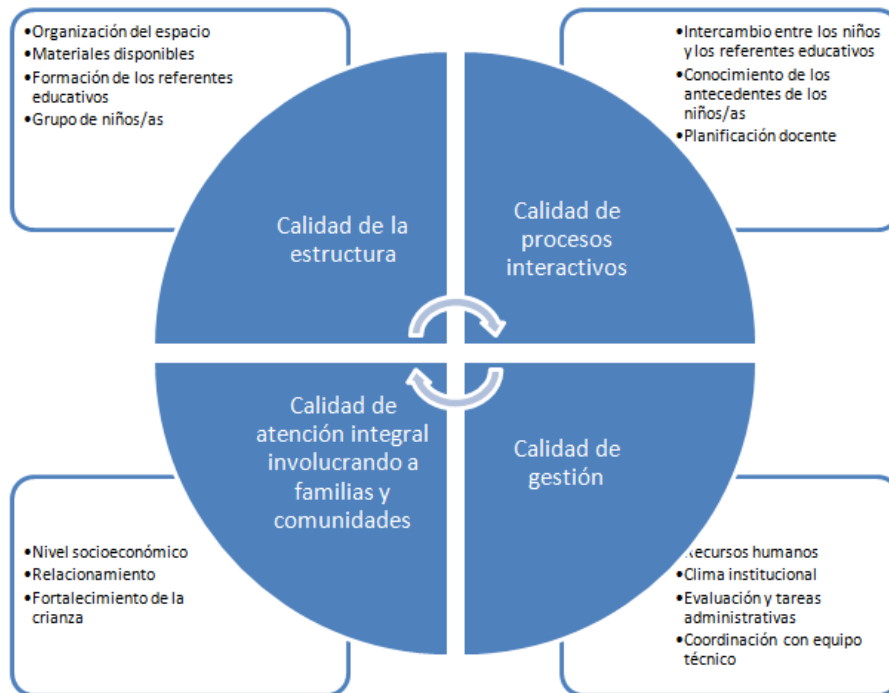 •Organización del espacio
•Materiales disponibles
•Formación de los referentes
educativos
•Grupo de niños/as
•Intercambio entre los niños
y los referentes educativos
•Conocimiento de los
antecedentes de los
niños/as
•Planificación docente
Calidad de la
estructura
Calidad de
procesos
interactivos
Calidad de
atención integral
involucrando a
familias y
comunidades
Calidad de
gestión
•Nivel socioeconómico
•Relacionamiento
•Fortalecimiento de la
crianza
Recursos humanos
•Clima institucional
•Evaluación y tareas
administrativas
•Coordinación con equipo
técnico